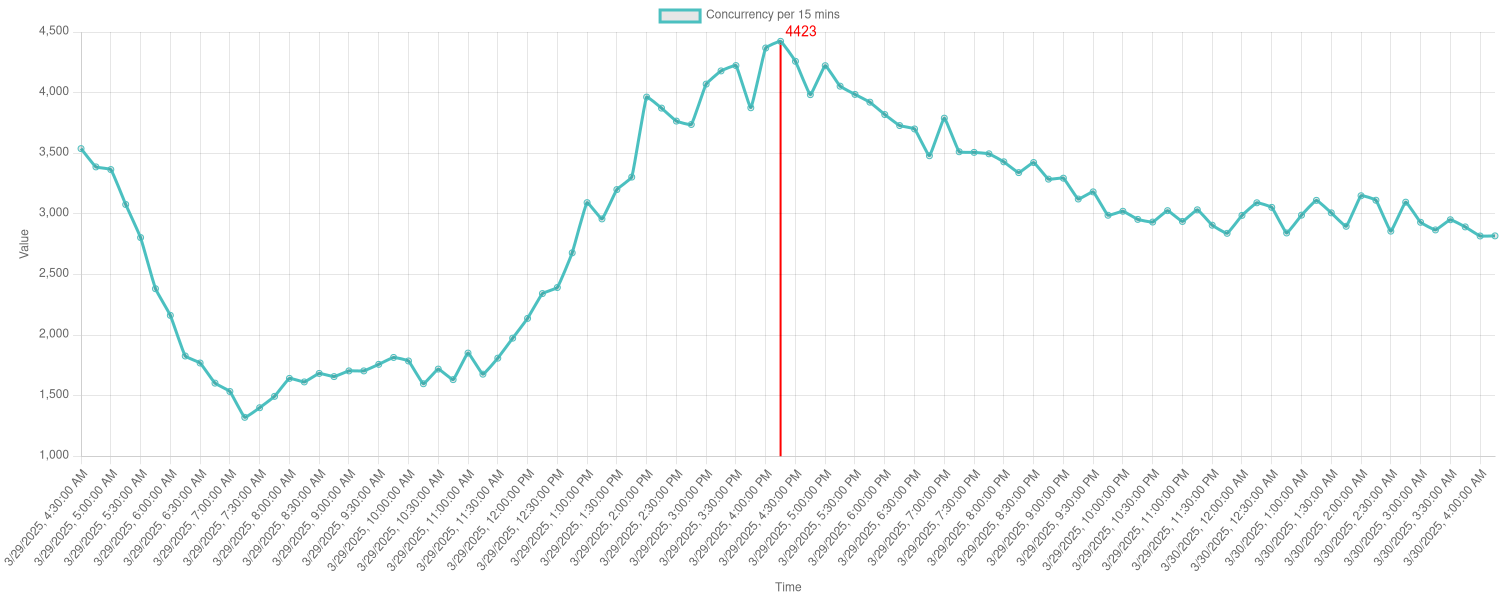 Concurrency per 15 mins
4423
4,500
4,000
3,500
3,000
2,500
2,000
1,500
1,000
Value
3/29/2025, 4:30:00 AM
3/29/2025, 5:00:00 AM
3/29/2025, 5:30:00 AM
3/29/2025, 6:00:00 AM
3/29/2025, 6:30:00 AM
3/29/2025, 7:00:00 AM
3/29/2025, 7:30:00 AM
3/29/2025, 8:00:00 AM
3/29/2025, 8:30:00 AM
3/29/2025, 9:00:00 AM
3/29/2025, 9:30:00 AM
3/29/2025, 10:00:00 AM
3/29/2025, 10:30:00 AM
3/29/2025, 11:00:00 AM
3/29/2025, 11:30:00 AM
3/29/2025, 12:00:00 PM
3/29/2025, 12:30:00 PM
3/29/2025, 1:00:00 PM
3/29/2025, 1:30:00 PM
3/29/2025, 2:00:00 PM
3/29/2025, 2:30:00 PM
3/29/2025, 3:00:00 PM
3/29/2025, 3:30:00 PM
3/29/2025, 4:00:00 PM
3/29/2025, 4:30:00 PM
3/29/2025, 5:00:00 PM
3/29/2025, 5:30:00 PM
3/29/2025, 6:00:00 PM
3/29/2025, 6:30:00 PM
3/29/2025, 7:00:00 PM
3/29/2025, 7:30:00 PM
3/29/2025, 8:00:00 PM
3/29/2025, 8:30:00 PM
3/29/2025, 9:00:00 PM
3/29/2025, 9:30:00 PM
3/29/2025, 10:00:00 PM
3/29/2025, 10:30:00 PM
3/29/2025, 11:00:00 PM
3/29/2025, 11:30:00 PM
3/30/2025, 12:00:00 AM
3/30/2025, 12:30:00 AM
3/30/2025, 1:00:00 AM
3/30/2025, 1:30:00 AM
3/30/2025, 2:00:00 AM
3/30/2025, 2:30:00 AM
3/30/2025, 3:00:00 AM
3/30/2025, 3:30:00 AM
3/30/2025, 4:00:00 AM
Time